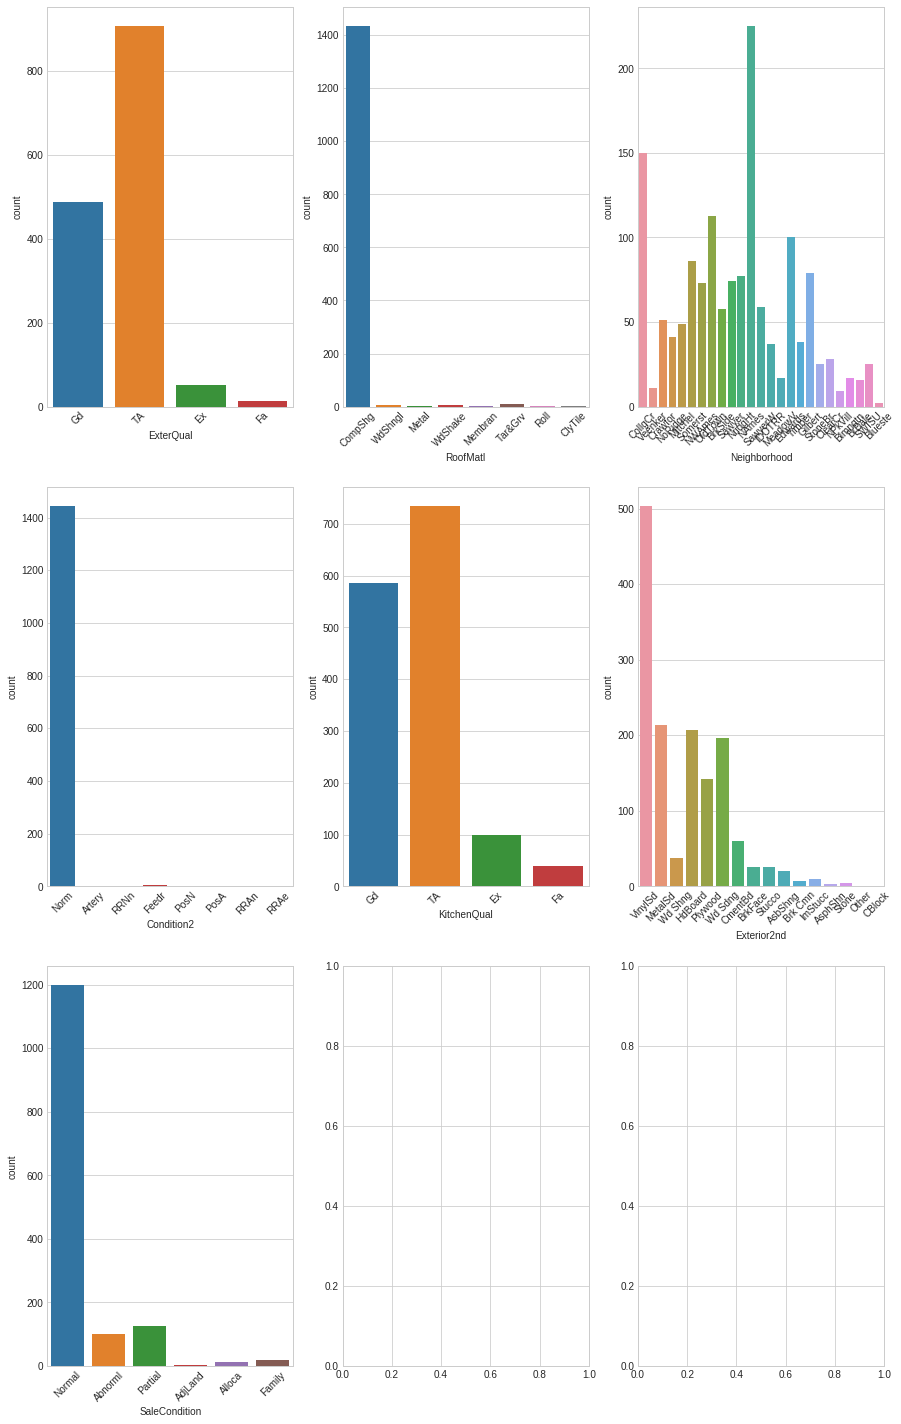 800
600
400
200
0
count
Gd
TA
Ex
Fa
ExterQual
1400
1200
1000
800
600
400
200
0
count
CompShg
WdShngl
Metal
WdShake
Membran
Tar&Grv
Roll
ClyTile
RoofMatl
200
150
100
50
0
count
CollgCr
Veenker
Crawfor
Blueste
Neighborhood
1400
1200
1000
800
600
400
200
0
count
Norm
Artery
RRNn
Feedr
PosN
PosA
RRAn
RRAe
Condition2
700
600
500
400
300
200
100
0
count
Gd
TA
Ex
Fa
KitchenQual
500
400
300
200
100
0
count
VinylSd
MetalSd
Wd Shng
HdBoard
Plywood
Wd Sdng
CmentBd
BrkFace
Stucco
AsbShng
Brk Cmn
ImStucc
AsphShn
Stone
Other
CBlock
Exterior2nd
1200
1000
800
600
400
200
0
count
Normal
Abnorml
Partial
AdjLand
Alloca
Family
SaleCondition
1.0
0.8
0.6
0.4
0.2
0.0
0.0 0.2 0.4 0.6 0.8 1.0
1.0
0.8
0.6
0.4
0.2
0.0
0.0 0.2 0.4 0.6 0.8 1.0